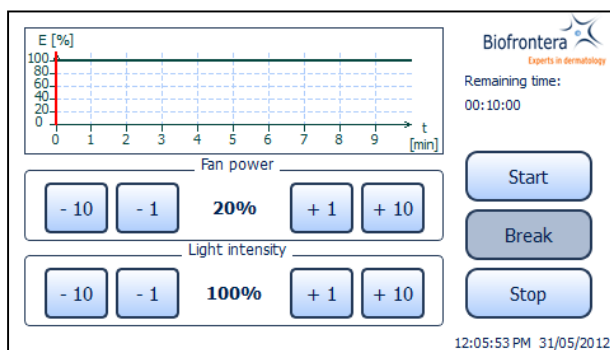 E [%]
100
80
60
40
20
0
0 1 2 3 4 5 6 7 8 9
t
[min]
Biofrontera
Experts in dermatology
Remaining time:
00:10:00
Fan power
- 10 - 1 20% + 1 + 10
Light intensity
- 10 - 1 100% + 1 + 10
Start
Break
Stop
12:05:53 PM 31/05/2012